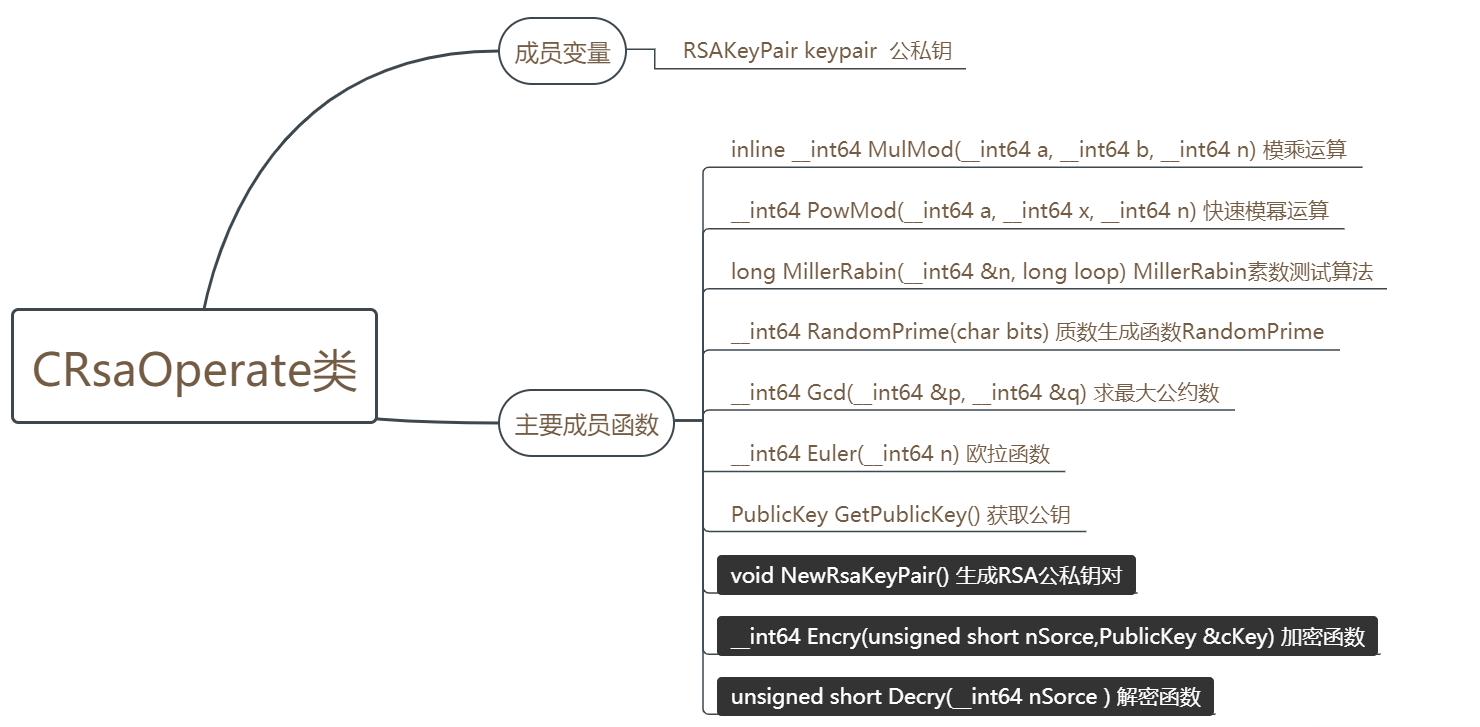 成员变量
RSAKeyPair keypair 公私钥
CRsaOperate类
主要成员函数
inline __int64 MulMod(__int64 a, __int64 b, __int64 n) 模乘运算
__int64 PowMod(__int64 a, __int64 x, __int64 n) 快速模幂运算
long MillerRabin(__int64 &n, long loop) MillerRabin素数测试算法
__int64 RandomPrime(char bits) 质数生成函数RandomPrime
__int64 Gcd(__int64 &p, __int64 &q) 求最大公约数
__int64 Euler(__int64 n) 欧拉函数
PublicKey GetPublicKey() 获取公钥
void NewRsaKeyPair() 生成RSA公私钥对
__int64 Encry(unsigned short nSorce,PublicKey &cKey) 加密函数
unsigned short Decry(__int64 nSorce ) 解密函数